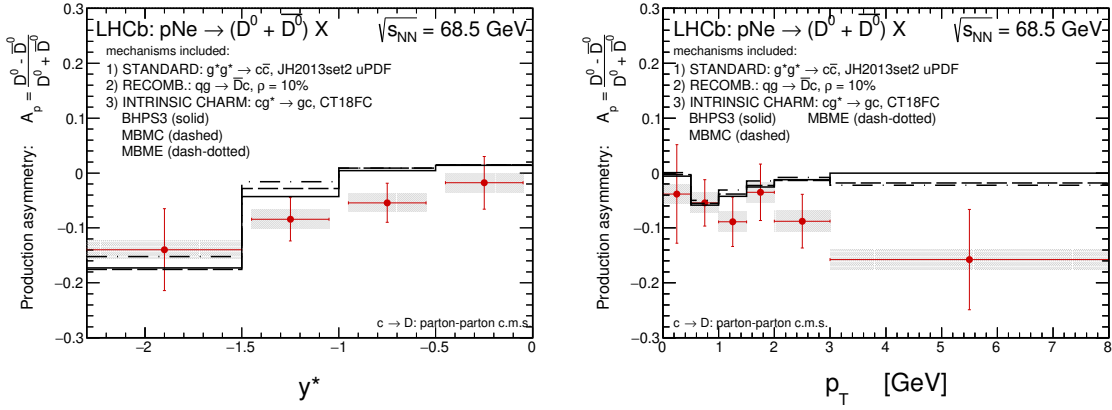 LHCb: pNe → (D⁰ + D̅⁰) X   √s_NN = 68.5 GeV
mechanisms included:
1) STANDARD: g*g* → cc̅, JH2013set2 uPDF
2) RECOMB.: qg → D̅c, ρ = 10%
3) INTRINSIC CHARM: cg* → gc, CT18FC
BHPS3 (solid)
MBMC (dashed)
MBME (dash-dotted)
Production asymmetry: A_p = (D⁰ - D̅⁰)/(D⁰ + D̅⁰)
0.3
0.2
0.1
0
−0.1
−0.2
−0.3
c → D: parton-parton c.m.s.
−2 −1.5 −1 −0.5 0
y*
LHCb: pNe → (D⁰ + D̅⁰) X   √s_NN = 68.5 GeV
mechanisms included:
1) STANDARD: g*g* → cc̅, JH2013set2 uPDF
2) RECOMB.: qg → D̅c, ρ = 10%
3) INTRINSIC CHARM: cg* → gc, CT18FC
BHPS3 (solid) MBME (dash-dotted)
MBMC (dashed)
Production asymmetry: A_p = (D⁰ - D̅⁰)/(D⁰ + D̅⁰)
0.3
0.2
0.1
0
−0.1
−0.2
−0.3
c → D: parton-parton c.m.s.
0 1 2 3 4 5 6 7 8
p_T [GeV]